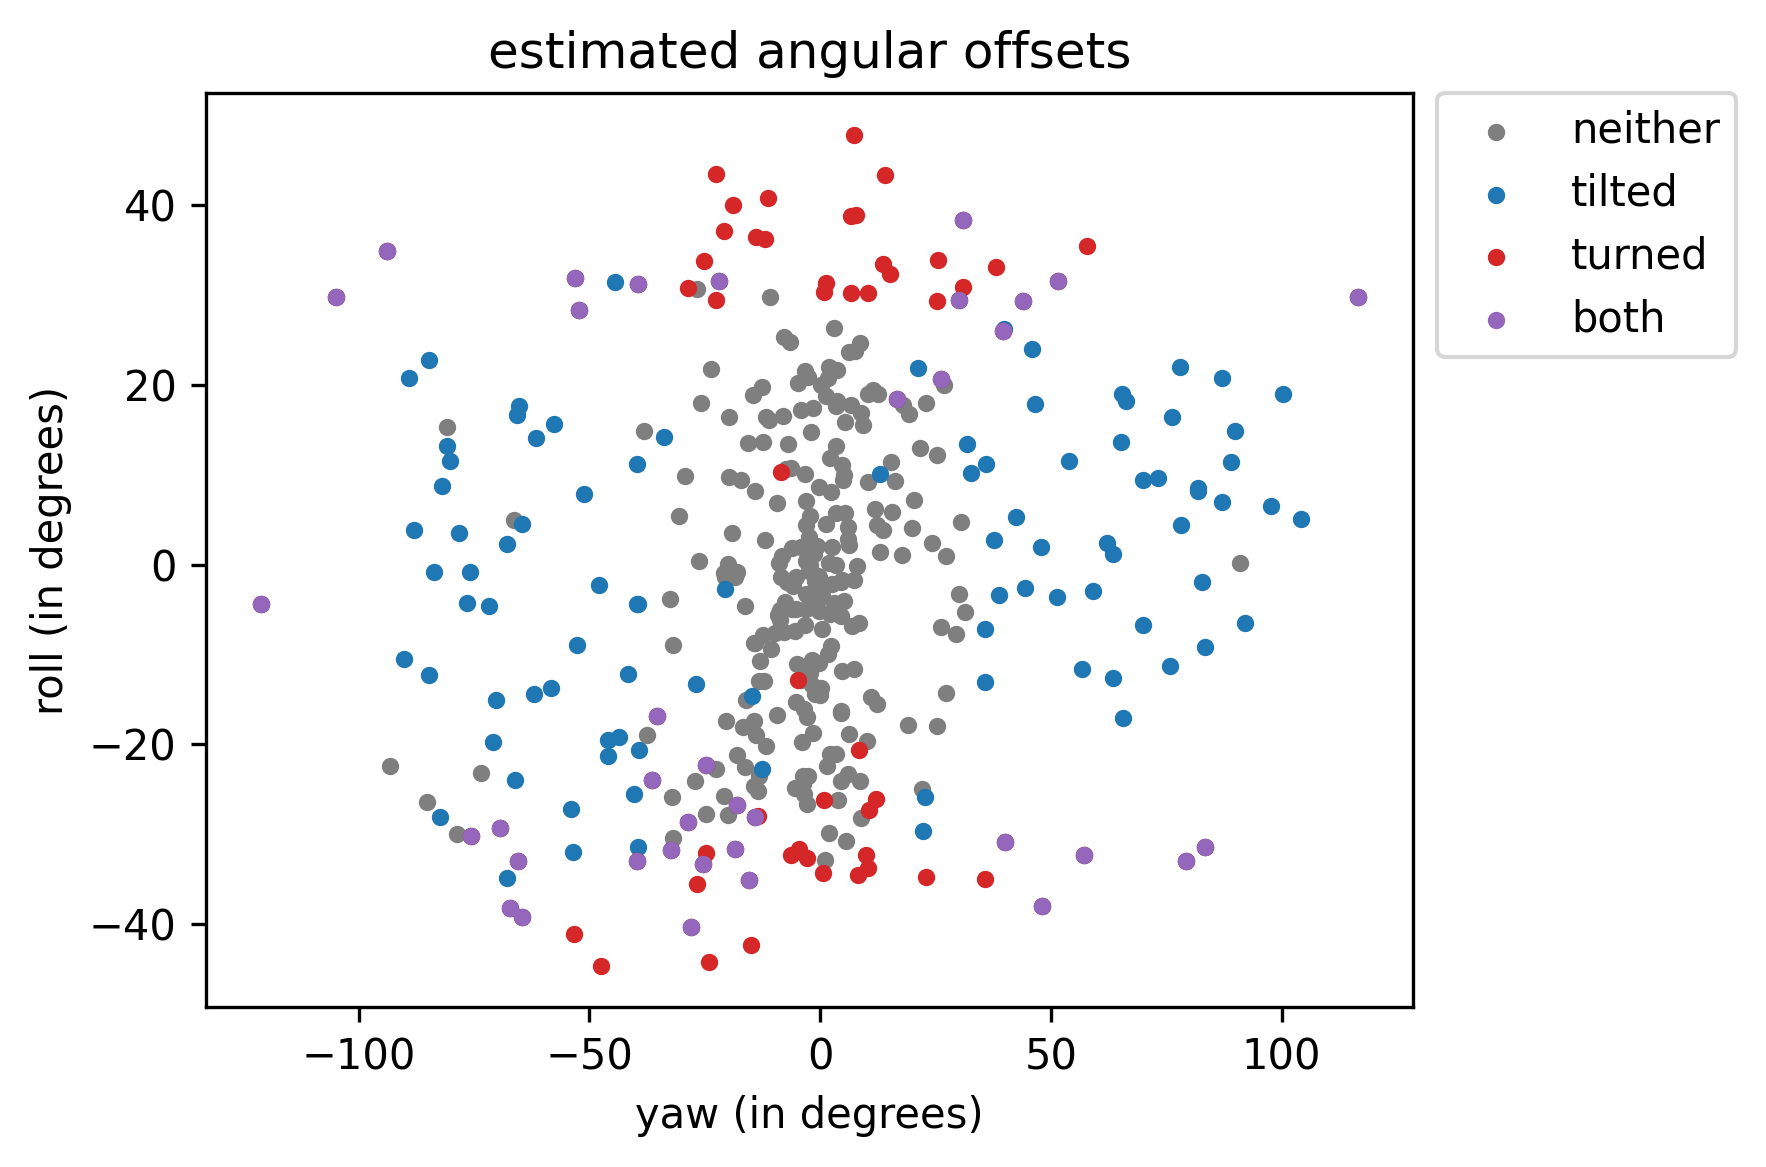 estimated angular offsets
neither
tilted
turned
both
40
20
0
−20
−40
roll (in degrees)
−100
−50
0
50
100
yaw (in degrees)